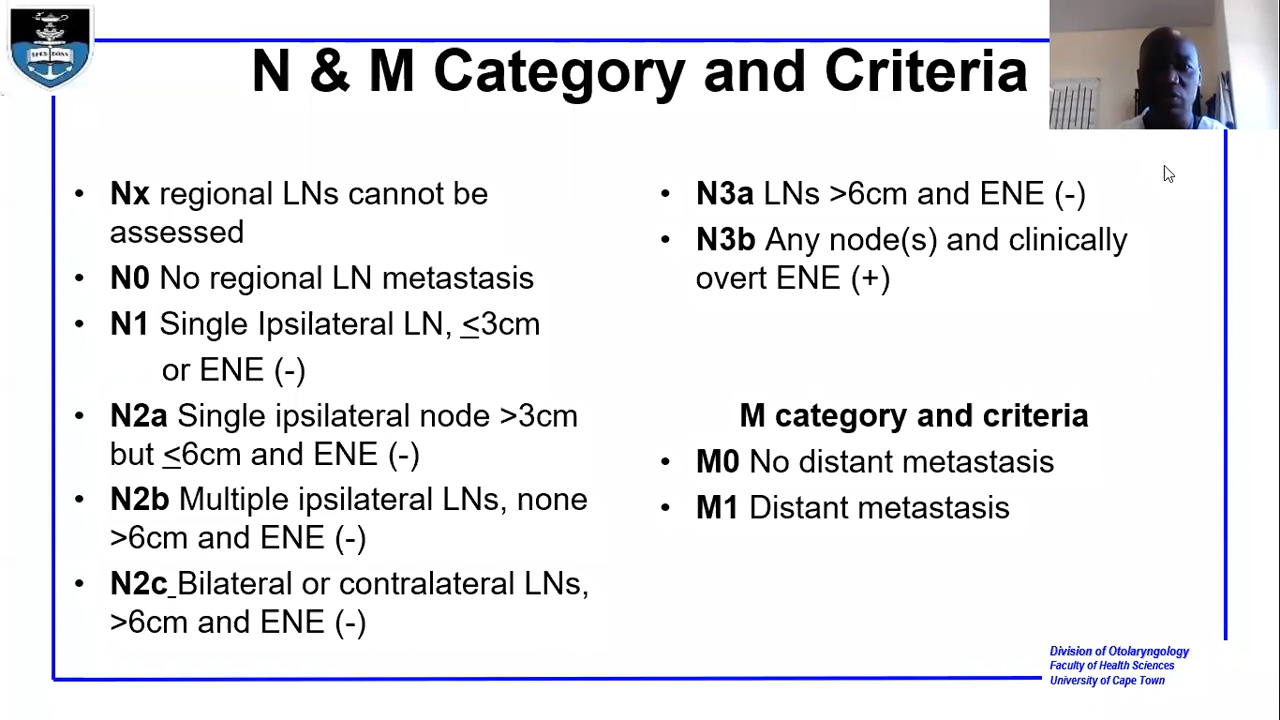 N & M Category and Criteria
• Nx regional LNs cannot be
assessed
• N0 No regional LN metastasis
• N1 Single Ipsilateral LN, <3cm
or ENE (-)
• N2a Single ipsilateral node >3cm
but <6cm and ENE (-)
• N2b Multiple ipsilateral LNs, none
>6cm and ENE (-)
• N2c Bilateral or contralateral LNs,
>6cm and ENE (-)
• N3a LNs >6cm and ENE (-)
• N3b Any node(s) and clinically
overt ENE (+)
M category and criteria
• M0 No distant metastasis
• M1 Distant metastasis
Division of Otolaryngology
Faculty of Health Sciences
University of Cape Town